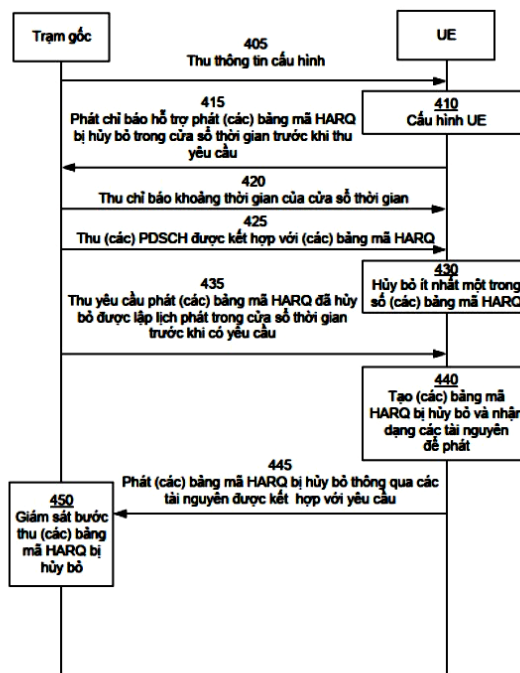 Trạm gốc
UE
405
Thu thông tin cấu hình
410
Cấu hình UE
415
Phát chỉ báo hỗ trợ phát (các) bảng mã HARQ
bị hủy bỏ trong cửa số thời gian trước khi thu
yêu cầu
420
Thu chỉ báo khoảng thời gian của cửa sổ thời gian
425
Thu (các) PDSCH được kết hợp với (các) bảng mã HARQ
430
Hủy bỏ ít nhất một trong
số (các) bảng mã HARQ
435
Thu yêu cầu phát (các) bảng mã HARQ đã hủy
bỏ được lập lịch phát trong cửa sổ thời gian
trước khi có yêu cầu
440
Tạo (các) bảng mã
HARQ bị hủy bỏ và nhận
dạng các tài nguyên
để phát
445
Phát (các) bảng mã HARQ bị hủy bỏ thông qua các
tài nguyên được kết hợp với yêu cầu
450
Giám sát bước
thu (các) bảng
mã HARQ bị
hủy bỏ